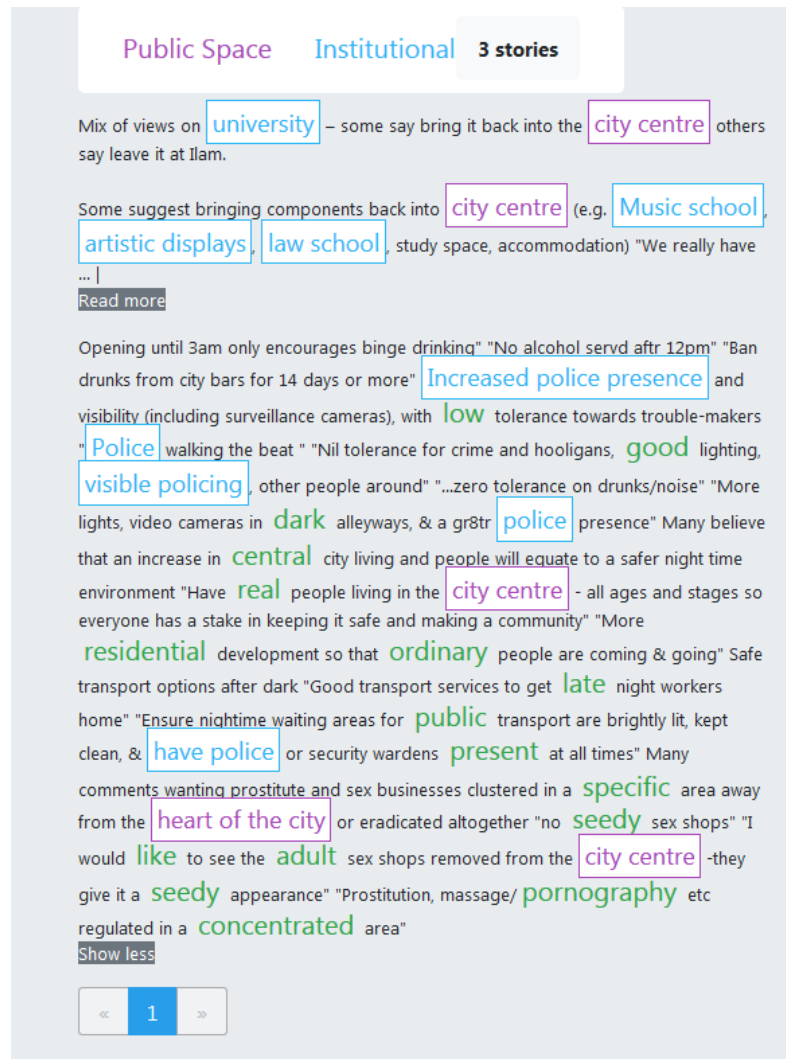 Public Space Institutional 3 stories
Mix of views on university – some say bring it back into the city centre others
say leave it at Ilam.
Some suggest bringing components back into city centre (e.g. Music school,
artistic displays, law school, study space, accommodation) "We really have
... |
Read more
Opening until 3am only encourages binge drinking" "No alcohol servd aftr 12pm" "Ban
drunks from city bars for 14 days or more" Increased police presence and
visibility (including surveillance cameras), with low tolerance towards trouble-makers
"Police walking the beat " "Nil tolerance for crime and hooligans, good lighting,
visible policing, other people around" "...zero tolerance on drunks/noise" "More
lights, video cameras in dark alleyways, & a gr8tr police presence" Many believe
that an increase in central city living and people will equate to a safer night time
environment "Have real people living in the city centre - all ages and stages so
everyone has a stake in keeping it safe and making a community" "More
residential development so that ordinary people are coming & going" Safe
transport options after dark "Good transport services to get late night workers
home" "Ensure nightime waiting areas for public transport are brightly lit, kept
clean, & have police or security wardens present at all times" Many
comments wanting prostitute and sex businesses clustered in a specific area away
from the heart of the city or eradicated altogether "no seedy sex shops" "I
would like to see the adult sex shops removed from the city centre -they
give it a seedy appearance" "Prostitution, massage/ pornography etc
regulated in a concentrated area"
Show less
« 1 »